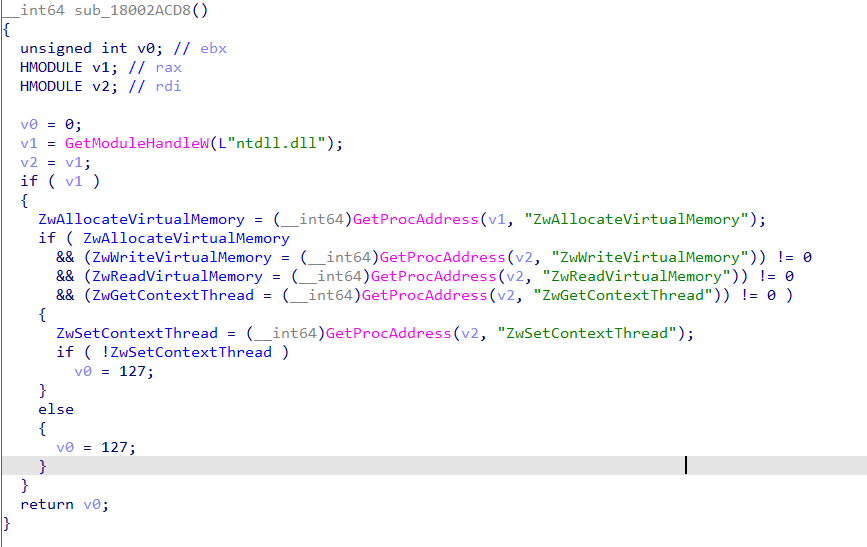 __int64 sub_18002ACD8()
{
  unsigned int v0; // ebx
  HMODULE v1; // rax
  HMODULE v2; // rdi

  v0 = 0;
  v1 = GetModuleHandleW(L"ntdll.dll");
  v2 = v1;
  if ( v1 )
  {
    ZwAllocateVirtualMemory = (__int64)GetProcAddress(v1, "ZwAllocateVirtualMemory");
    if ( ZwAllocateVirtualMemory
      && (ZwWriteVirtualMemory = (__int64)GetProcAddress(v2, "ZwWriteVirtualMemory")) != 0
      && (ZwReadVirtualMemory = (__int64)GetProcAddress(v2, "ZwReadVirtualMemory")) != 0
      && (ZwGetContextThread = (__int64)GetProcAddress(v2, "ZwGetContextThread")) != 0 )
    {
      ZwSetContextThread = (__int64)GetProcAddress(v2, "ZwSetContextThread");
      if ( !ZwSetContextThread )
        v0 = 127;
    }
    else
    {
      v0 = 127;
    }
  }
  return v0;
}